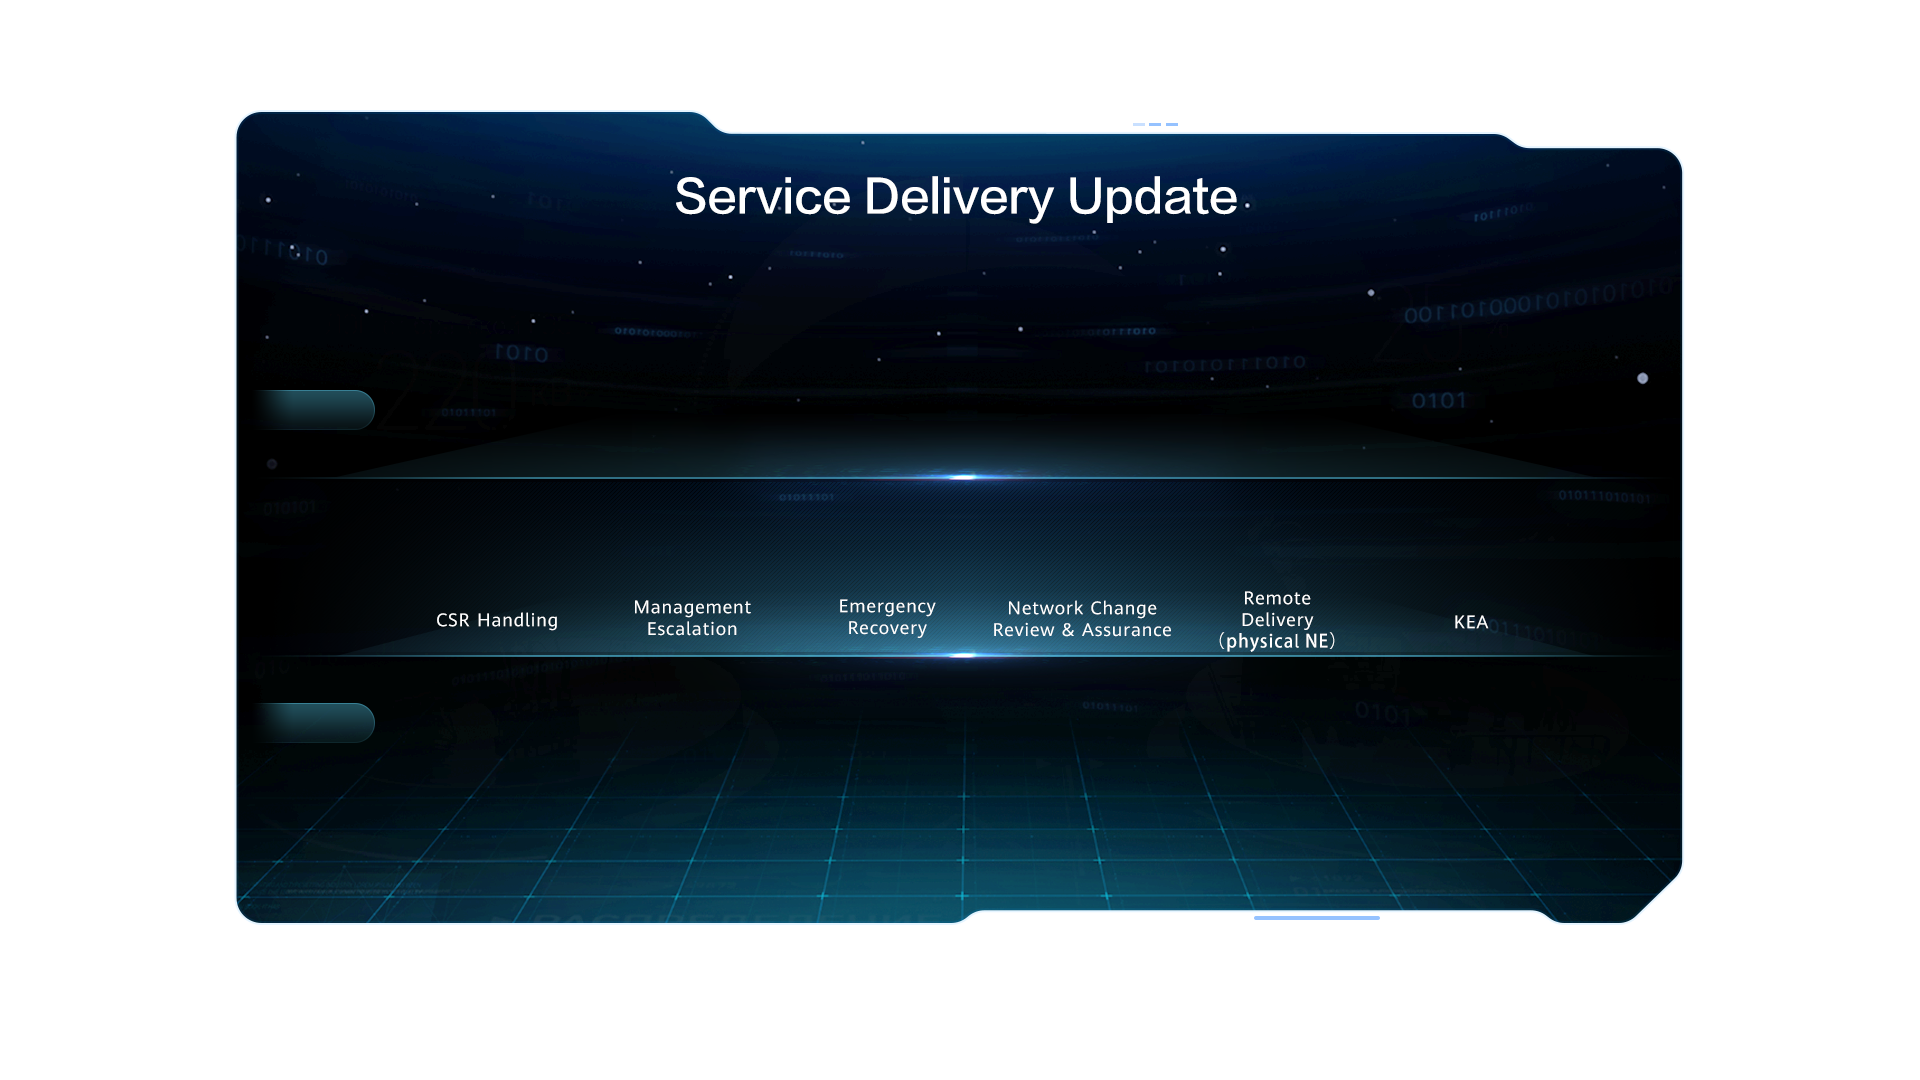 Service Delivery Update
CSR Handling
Management
Escalation
Emergency
Recovery
Network Change
Review & Assurance
Remote
Delivery
（physical NE）
KEA